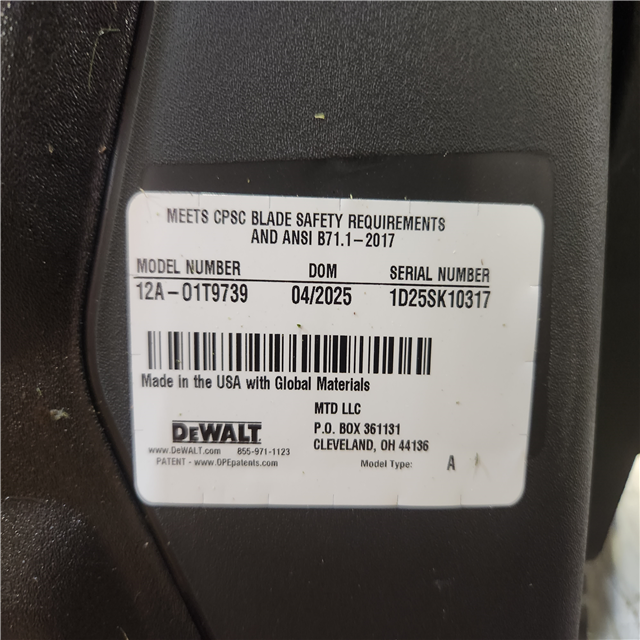 MEETS CPSC BLADE SAFETY REQUIREMENTS
AND ANSI B71.1-2017
MODEL NUMBER DOM SERIAL NUMBER
12A-01T9739 04/2025 1D25SK10317
Made in the USA with Global Materials
MTD LLC
P.O. BOX 361131
CLEVELAND, OH 44136
DEWALT
www.DeWALT.com 855-971-1123
PATENT - www.OPEpatents.com
Model Type: A